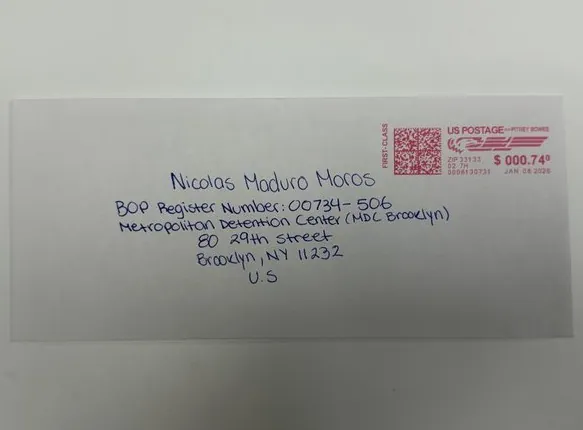 FIRST-CLASS
US POSTAGE PITNEY BOWES
ZIP 33133
02 7H
0008130731
$ 000.74⁰
JAN 08 2026
Nicolas Maduro Moros
BOP Register Number: 00734-506
Metropolitan Detention Center (MDC Brooklyn)
80 29th Street
Brooklyn, NY 11232
U.S